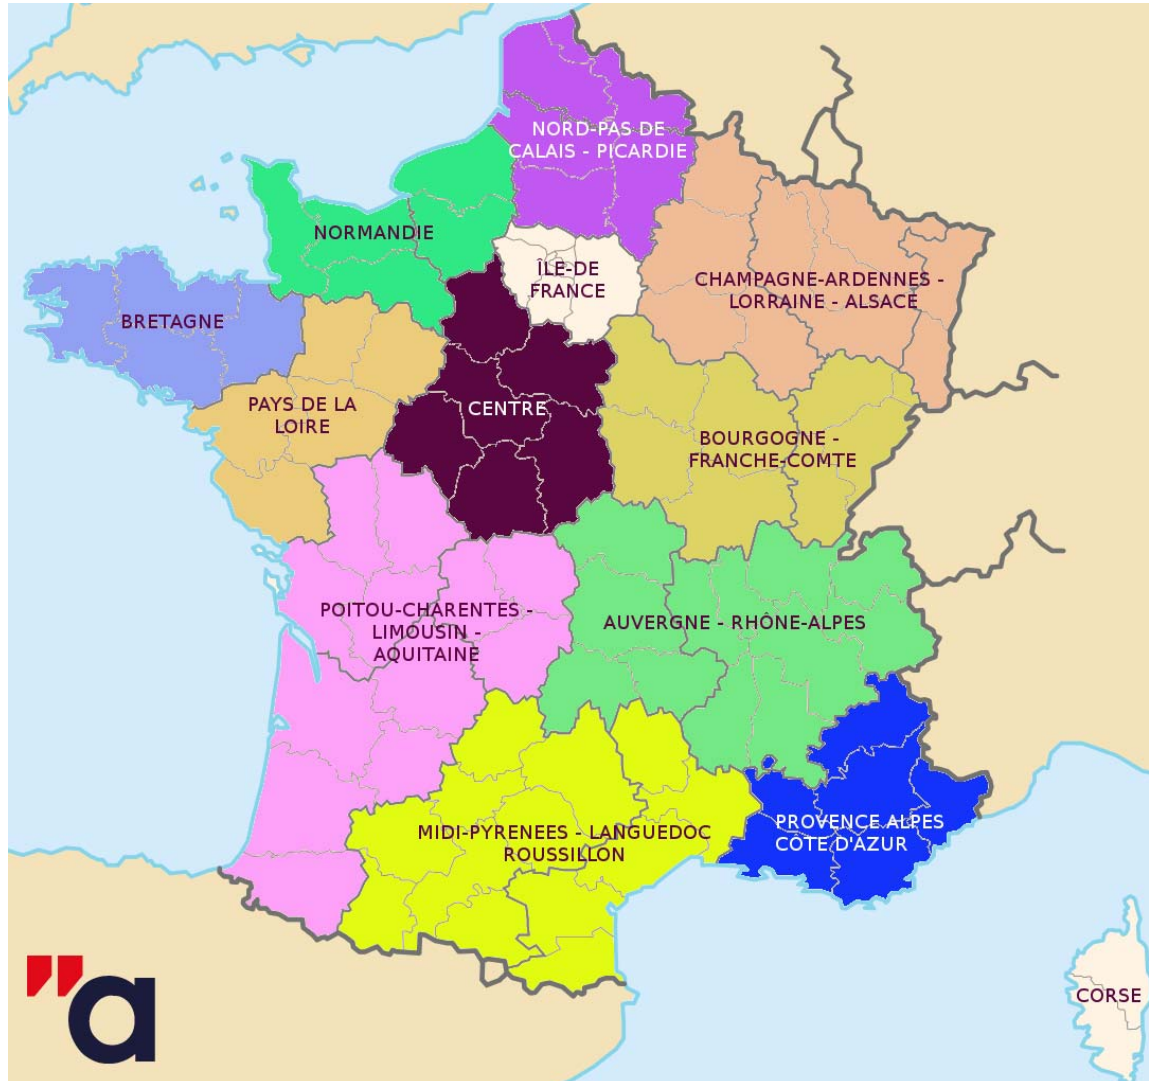 NORD-PAS DE
CALAIS - PICARDIE
NORMANDIE
ÎLE-DE
FRANCE
CHAMPAGNE-ARDENNES -
LORRAINE - ALSACE
BRETAGNE
PAYS DE LA
LOIRE
CENTRE
BOURGOGNE -
FRANCHE-COMTE
POITOU-CHARENTES -
LIMOUSIN -
AQUITAINE
AUVERGNE - RHÔNE-ALPES
MIDI-PYRENEES - LANGUEDOC
ROUSSILLON
PROVENCE ALPES
CÔTE D'AZUR
CORSE
"a